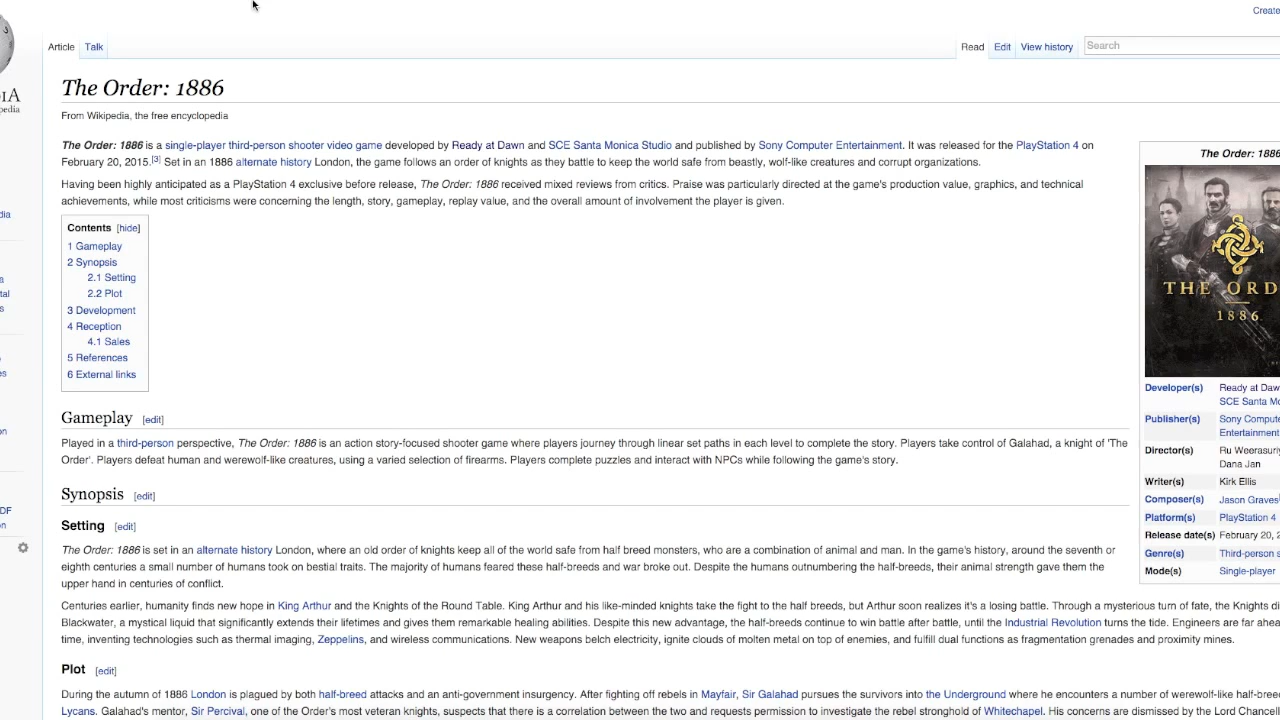 Create
Article Talk Read Edit View history Search
The Order: 1886
From Wikipedia, the free encyclopedia
The Order: 1886 is a single-player third-person shooter video game developed by Ready at Dawn and SCE Santa Monica Studio and published by Sony Computer Entertainment. It was released for the PlayStation 4 on
February 20, 2015.[3] Set in an 1886 alternate history London, the game follows an order of knights as they battle to keep the world safe from beastly, wolf-like creatures and corrupt organizations.
Having been highly anticipated as a PlayStation 4 exclusive before release, The Order: 1886 received mixed reviews from critics. Praise was particularly directed at the game's production value, graphics, and technical
achievements, while most criticisms were concerning the length, story, gameplay, replay value, and the overall amount of involvement the player is given.
Contents [hide]
1 Gameplay
2 Synopsis
2.1 Setting
2.2 Plot
3 Development
4 Reception
4.1 Sales
5 References
6 External links
Gameplay [edit]
Played in a third-person perspective, The Order: 1886 is an action story-focused shooter game where players journey through linear set paths in each level to complete the story. Players take control of Galahad, a knight of 'The
Order'. Players defeat human and werewolf-like creatures, using a varied selection of firearms. Players complete puzzles and interact with NPCs while following the game's story.
Synopsis [edit]
Setting [edit]
The Order: 1886 is set in an alternate history London, where an old order of knights keep all of the world safe from half breed monsters, who are a combination of animal and man. In the game's history, around the seventh or
eighth centuries a small number of humans took on bestial traits. The majority of humans feared these half-breeds and war broke out. Despite the humans outnumbering the half-breeds, their animal strength gave them the
upper hand in centuries of conflict.
Centuries earlier, humanity finds new hope in King Arthur and the Knights of the Round Table. King Arthur and his like-minded knights take the fight to the half breeds, but Arthur soon realizes it's a losing battle. Through a mysterious turn of fate, the Knights di
Blackwater, a mystical liquid that significantly extends their lifetimes and gives them remarkable healing abilities. Despite this new advantage, the half-breeds continue to win battle after battle, until the Industrial Revolution turns the tide. Engineers are far ahea
time, inventing technologies such as thermal imaging, Zeppelins, and wireless communications. New weapons belch electricity, ignite clouds of molten metal on top of enemies, and fulfill dual functions as fragmentation grenades and proximity mines.
Plot [edit]
During the autumn of 1886 London is plagued by both half-breed attacks and an anti-government insurgency. After fighting off rebels in Mayfair, Sir Galahad pursues the survivors into the Underground where he encounters a number of werewolf-like half-bree
Lycans. Galahad's mentor, Sir Percival, one of the Order's most veteran knights, suspects that there is a correlation between the two and requests permission to investigate the rebel stronghold of Whitechapel. His concerns are dismissed by the Lord Chancell
The Order: 1886
THE ORD
1886
Developer(s) Ready at Daw
SCE Santa Mo
Publisher(s) Sony Compute
Entertainment
Director(s) Ru Weerasuriy
Dana Jan
Writer(s) Kirk Ellis
Composer(s) Jason Graves
Platform(s) PlayStation 4
Release date(s) February 20, 2
Genre(s) Third-person s
Mode(s) Single-player